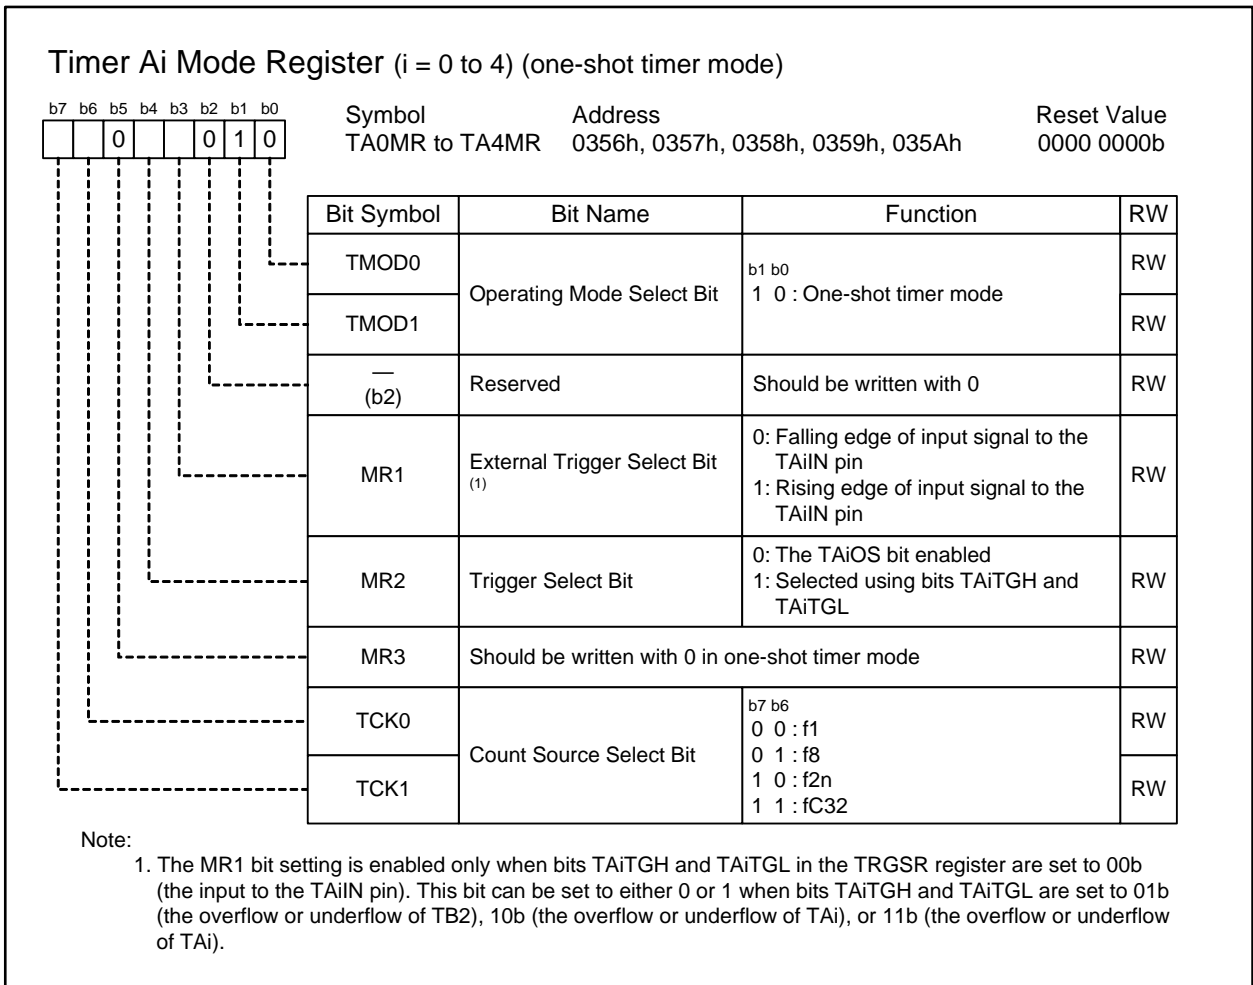 Timer Ai Mode Register (i = 0 to 4) (one-shot timer mode)
b7 b6 b5 b4 b3 b2 b1 b0
0 0 1 0
Symbol Address Reset Value
TA0MR to TA4MR 0356h, 0357h, 0358h, 0359h, 035Ah 0000 0000b
Bit Symbol Bit Name Function RW
TMOD0 RW
Operating Mode Select Bit
b1 b0
1 0 : One-shot timer mode
TMOD1 RW
—
(b2)
Reserved Should be written with 0 RW
MR1
External Trigger Select Bit
(1)
0: Falling edge of input signal to the
TAiIN pin
1: Rising edge of input signal to the
TAiIN pin
RW
MR2 Trigger Select Bit
0: The TAiOS bit enabled
1: Selected using bits TAiTGH and
TAiTGL
RW
MR3 Should be written with 0 in one-shot timer mode RW
TCK0 RW
Count Source Select Bit
b7 b6
0 0 : f1
0 1 : f8
1 0 : f2n
1 1 : fC32
TCK1 RW
Note:
1. The MR1 bit setting is enabled only when bits TAiTGH and TAiTGL in the TRGSR register are set to 00b
(the input to the TAiIN pin). This bit can be set to either 0 or 1 when bits TAiTGH and TAiTGL are set to 01b
(the overflow or underflow of TB2), 10b (the overflow or underflow of TAi), or 11b (the overflow or underflow
of TAi).